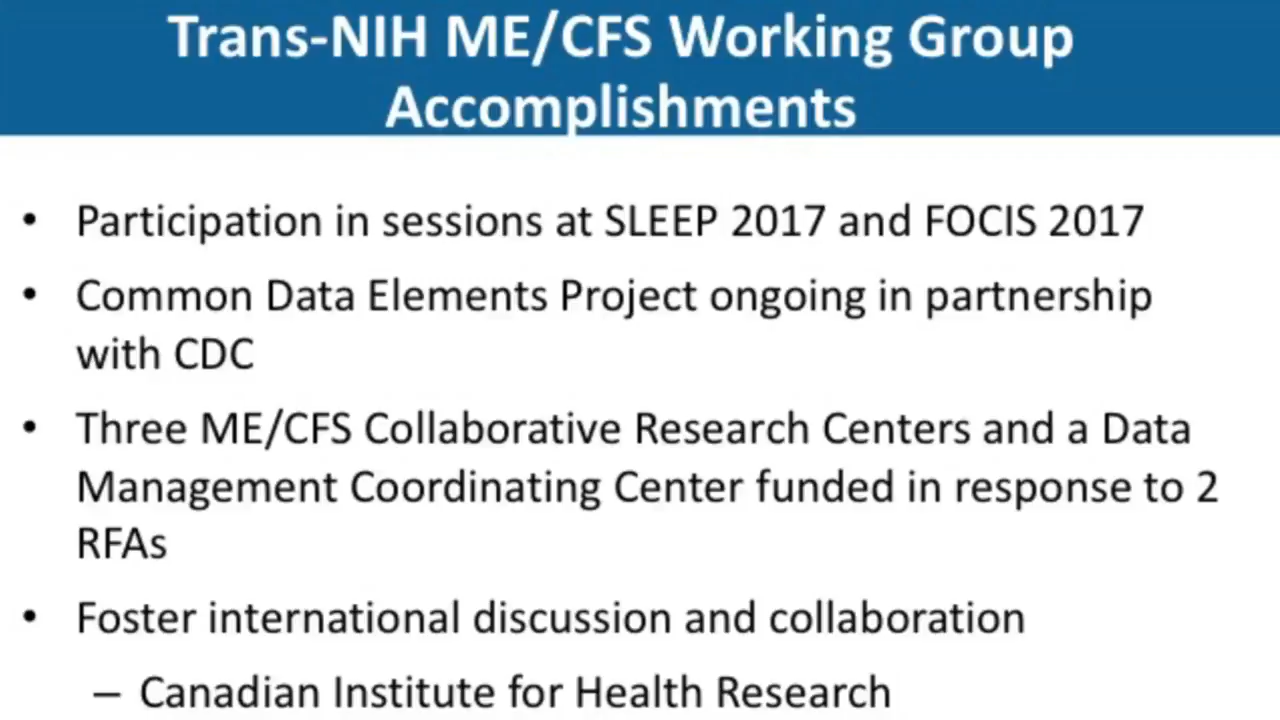 Trans-NIH ME/CFS Working Group
Accomplishments
• Participation in sessions at SLEEP 2017 and FOCIS 2017
• Common Data Elements Project ongoing in partnership
with CDC
• Three ME/CFS Collaborative Research Centers and a Data
Management Coordinating Center funded in response to 2
RFAs
• Foster international discussion and collaboration
– Canadian Institute for Health Research